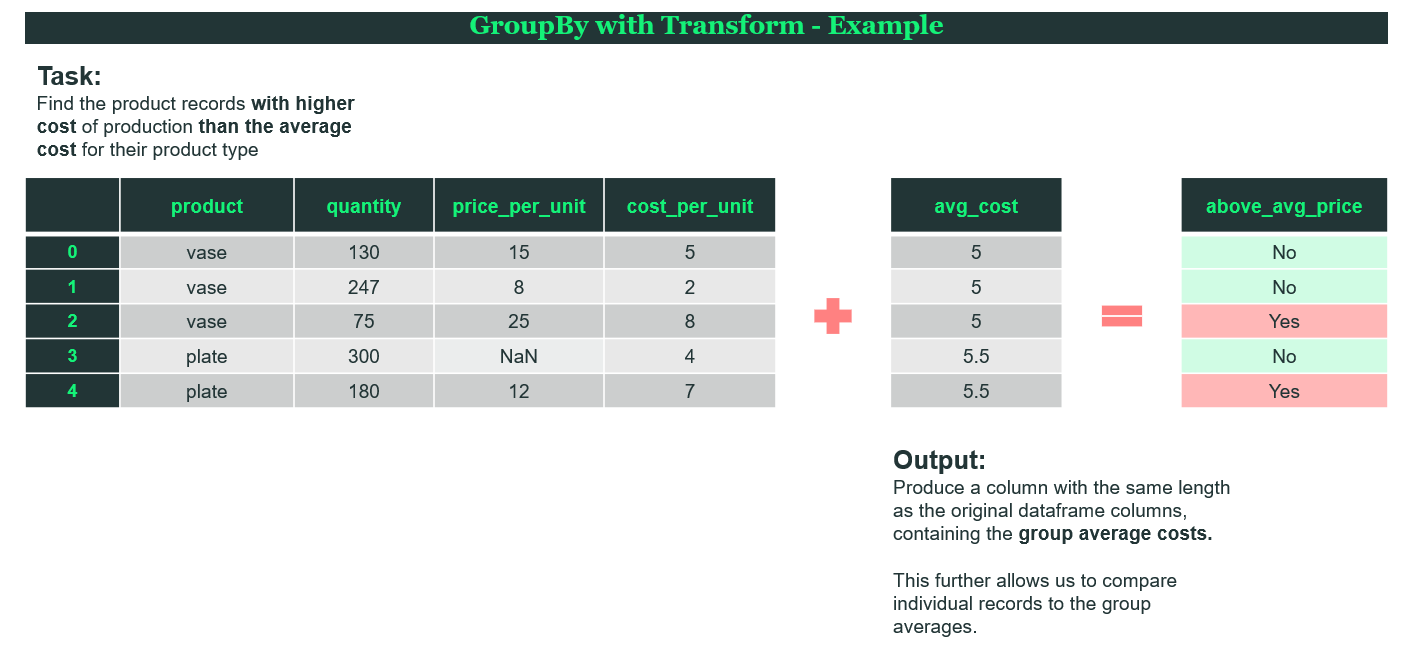 GroupBy with Transform - Example
Task:
Find the product records with higher
cost of production than the average
cost for their product type
product quantity price_per_unit cost_per_unit avg_cost above_avg_price
0 vase 130 15 5 5 No
1 vase 247 8 2 5 No
2 vase 75 25 8 5 Yes
3 plate 300 NaN 4 5.5 No
4 plate 180 12 7 5.5 Yes
Output:
Produce a column with the same length
as the original dataframe columns,
containing the group average costs.
This further allows us to compare
individual records to the group
averages.